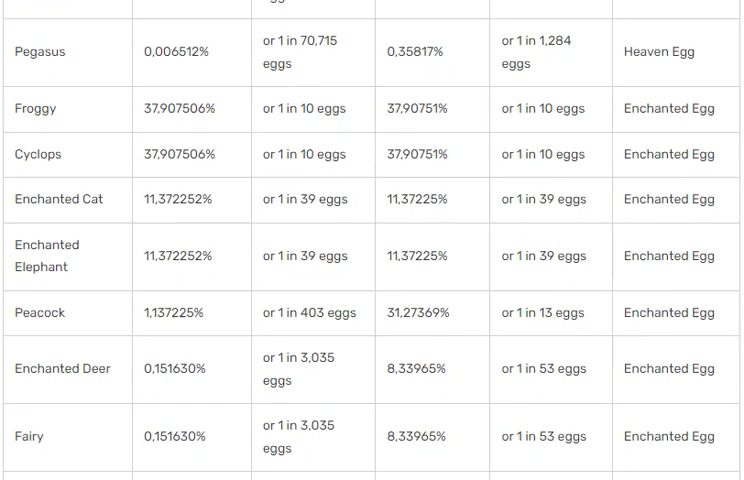 Pegasus 0,006512% or 1 in 70,715 eggs 0,35817% or 1 in 1,284 eggs Heaven Egg
Froggy 37,907506% or 1 in 10 eggs 37,90751% or 1 in 10 eggs Enchanted Egg
Cyclops 37,907506% or 1 in 10 eggs 37,90751% or 1 in 10 eggs Enchanted Egg
Enchanted Cat 11,372252% or 1 in 39 eggs 11,37225% or 1 in 39 eggs Enchanted Egg
Enchanted Elephant 11,372252% or 1 in 39 eggs 11,37225% or 1 in 39 eggs Enchanted Egg
Peacock 1,137225% or 1 in 403 eggs 31,27369% or 1 in 13 eggs Enchanted Egg
Enchanted Deer 0,151630% or 1 in 3,035 eggs 8,33965% or 1 in 53 eggs Enchanted Egg
Fairy 0,151630% or 1 in 3,035 eggs 8,33965% or 1 in 53 eggs Enchanted Egg